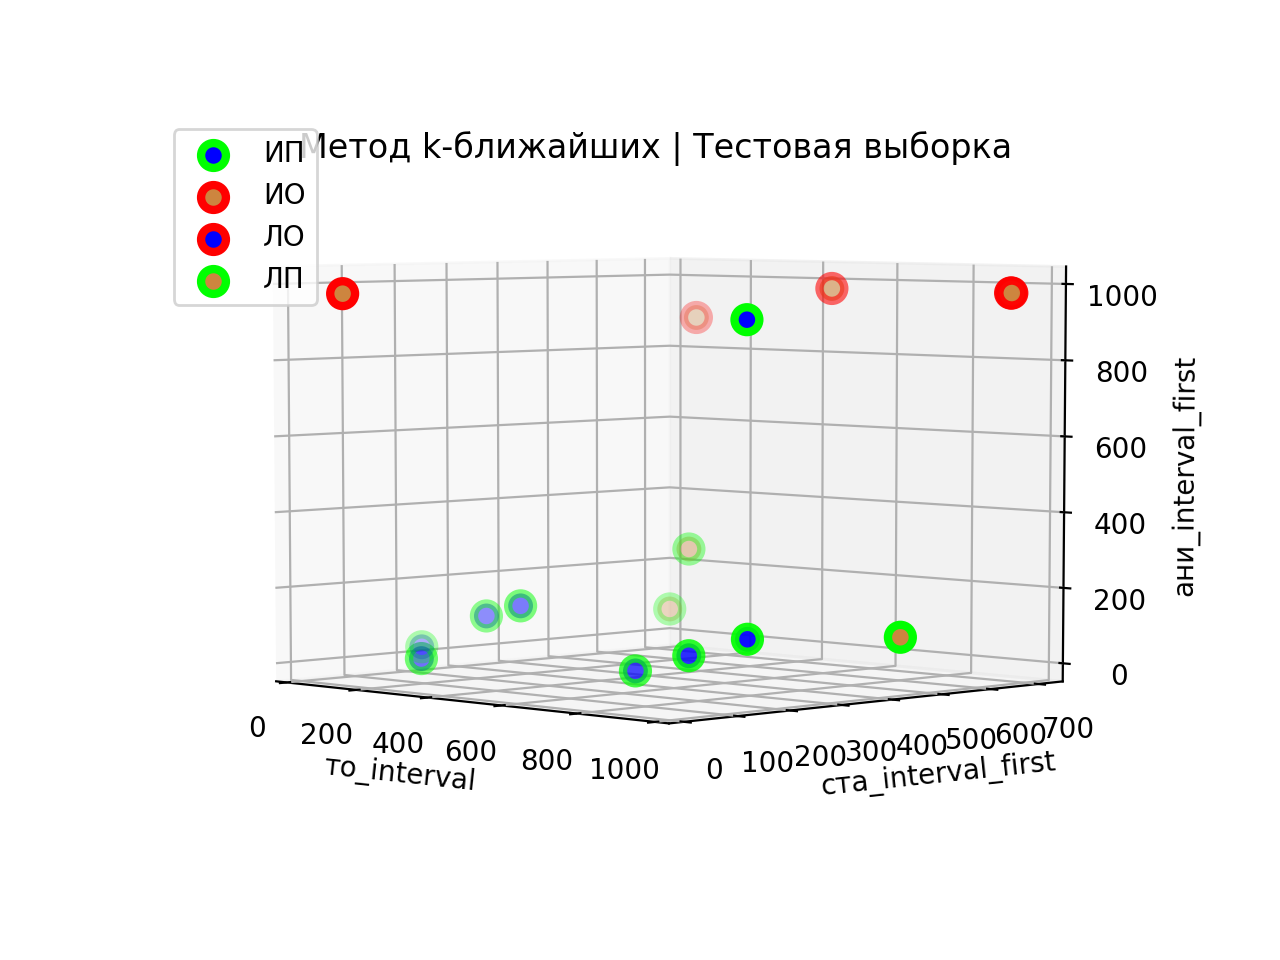 Метод k-ближайших | Тестовая выборка
ИП
ИО
ЛО
ЛП
1000
800
600
400
200
0
ани_interval_first
0 200 400 600 800 1000
то_interval
0 100 200 300 400 500 600 700
ста_interval_first